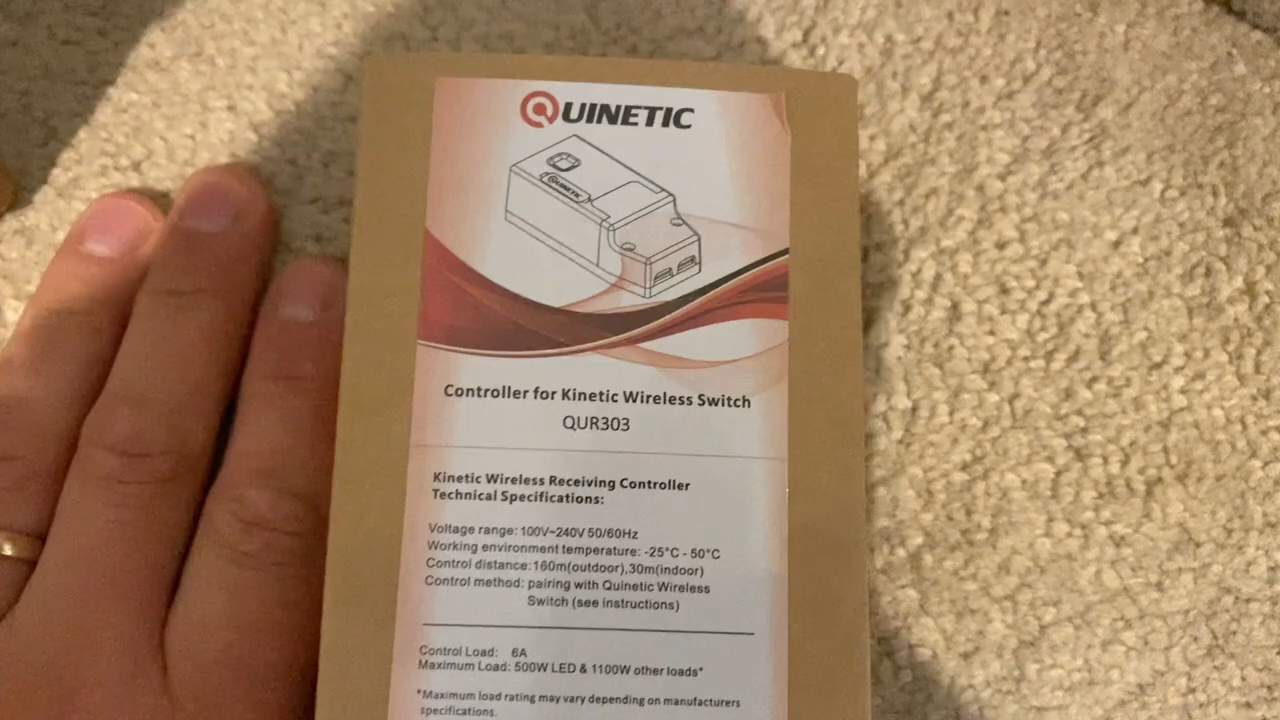 QUINETIC
QUINETIC
Controller for Kinetic Wireless Switch
QUR303
Kinetic Wireless Receiving Controller
Technical Specifications:
Voltage range: 100V~240V 50/60Hz
Working environment temperature: -25°C - 50°C
Control distance:160m(outdoor),30m(indoor)
Control method: pairing with Quinetic Wireless
Switch (see instructions)
Control Load: 6A
Maximum Load: 500W LED & 1100W other loads*
*Maximum load rating may vary depending on manufacturers
specifications.